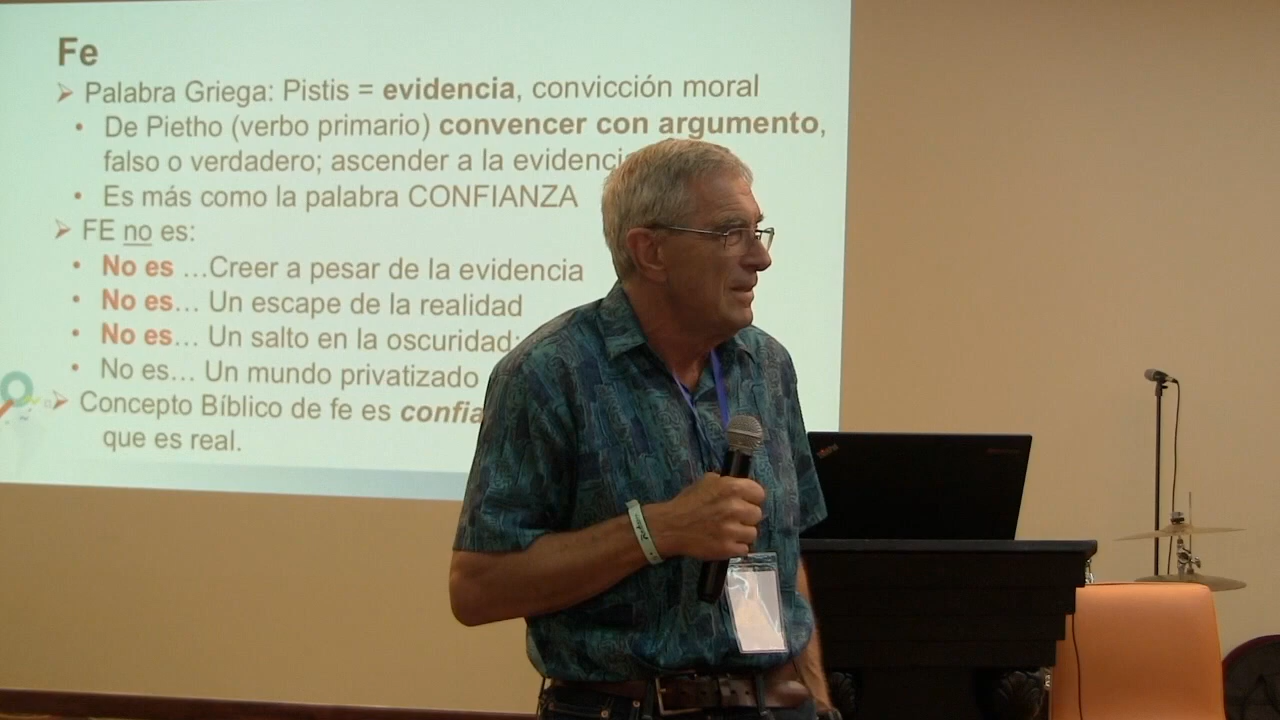 Fe
Palabra Griega: Pistis = evidencia, convicción moral
De Pietho (verbo primario) convencer con argumento,
falso o verdadero; ascender a la evidencia
Es más como la palabra CONFIANZA
FE no es:
No es ...Creer a pesar de la evidencia
No es... Un escape de la realidad
No es... Un salto en la oscuridad;
No es... Un mundo privatizado
Concepto Bíblico de fe es
que es real.